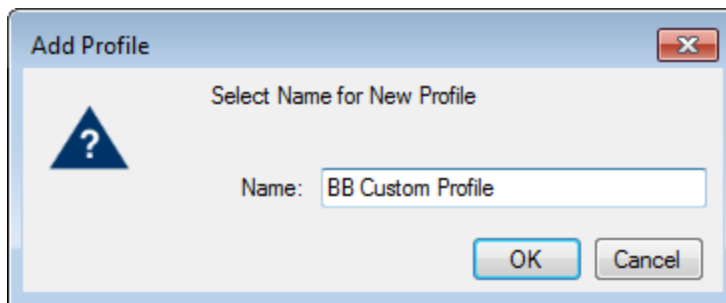 Add Profile
Select Name for New Profile
?
Name: BB Custom Profile
OK Cancel